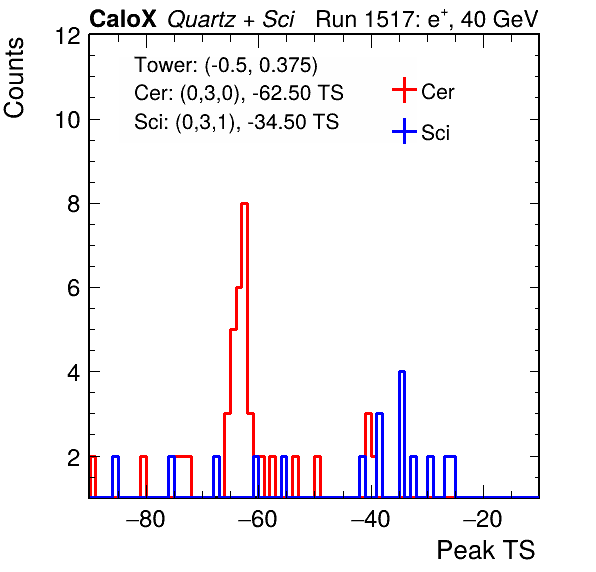 CaloX Quartz + Sci Run 1517: e+, 40 GeV
Counts
12
10
8
6
4
2
Tower: (-0.5, 0.375)
Cer: (0,3,0), -62.50 TS
Sci: (0,3,1), -34.50 TS
Cer
Sci
−80 −60 −40 −20
Peak TS